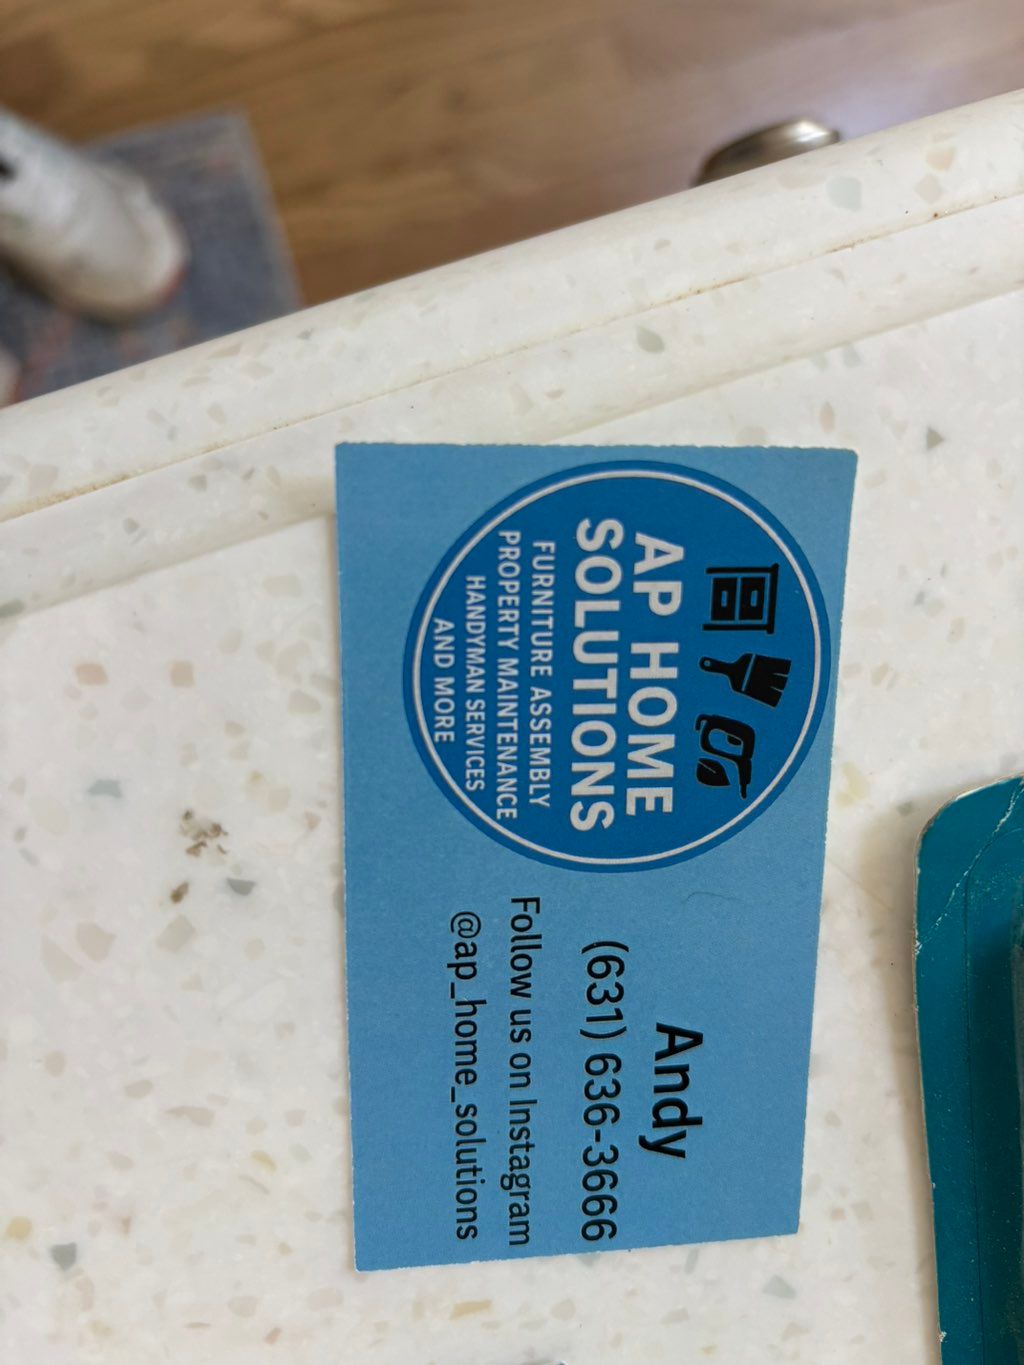 AP HOME
SOLUTIONS
FURNITURE ASSEMBLY
PROPERTY MAINTENANCE
HANDYMAN SERVICES
AND MORE
Andy
(631) 636-3666
Follow us on Instagram
@ap_home_solutions